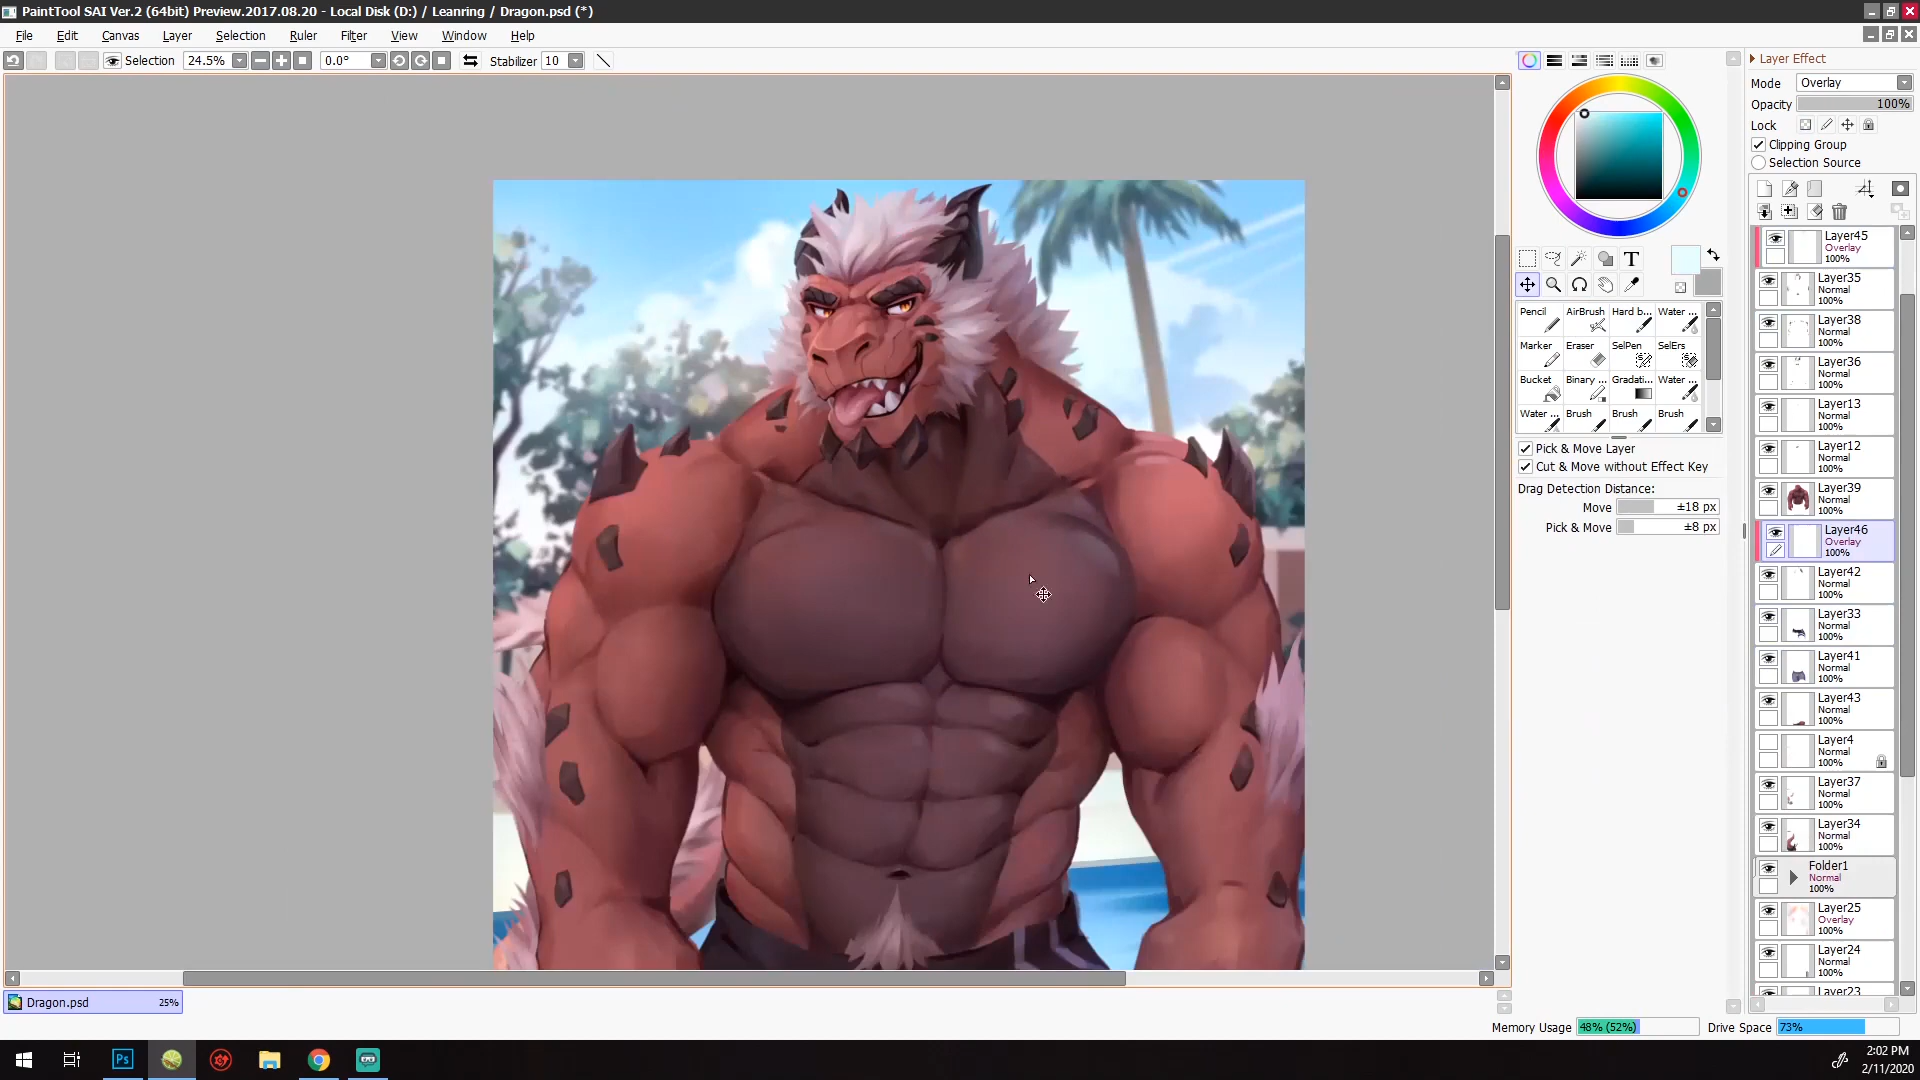 PaintTool SAI Ver.2 (64bit) Preview.2017.08.20 - Local Disk (D:) / Leanring / Dragon.psd (*)
File Edit Canvas Layer Selection Ruler Filter View Window Help
Selection 24.5% 0.0° Stabilizer 10
Layer Effect
Mode Overlay
Opacity 100%
Lock
Clipping Group
Selection Source
T
Pencil AirBrush Hard b... Water ...
Marker Eraser SelPen SelErs
Bucket Binary ... Gradati... Water ...
Water ... Brush Brush Brush
Pick & Move Layer
Cut & Move without Effect Key
Drag Detection Distance:
Move ±18 px
Pick & Move ±8 px
Layer45
Overlay
100%
Layer35
Normal
100%
Layer38
Normal
100%
Layer36
Normal
100%
Layer13
Normal
100%
Layer12
Normal
100%
Layer39
Normal
100%
Layer46
Overlay
100%
Layer42
Normal
100%
Layer33
Normal
100%
Layer41
Normal
100%
Layer43
Normal
100%
Layer4
Normal
100%
Layer37
Normal
100%
Layer34
Normal
100%
Folder1
Normal
100%
Layer25
Overlay
100%
Layer24
Normal
100%
Layer23
Dragon.psd 25%
Memory Usage 48% (52%) Drive Space 73%
Ps
2:02 PM
2/11/2020